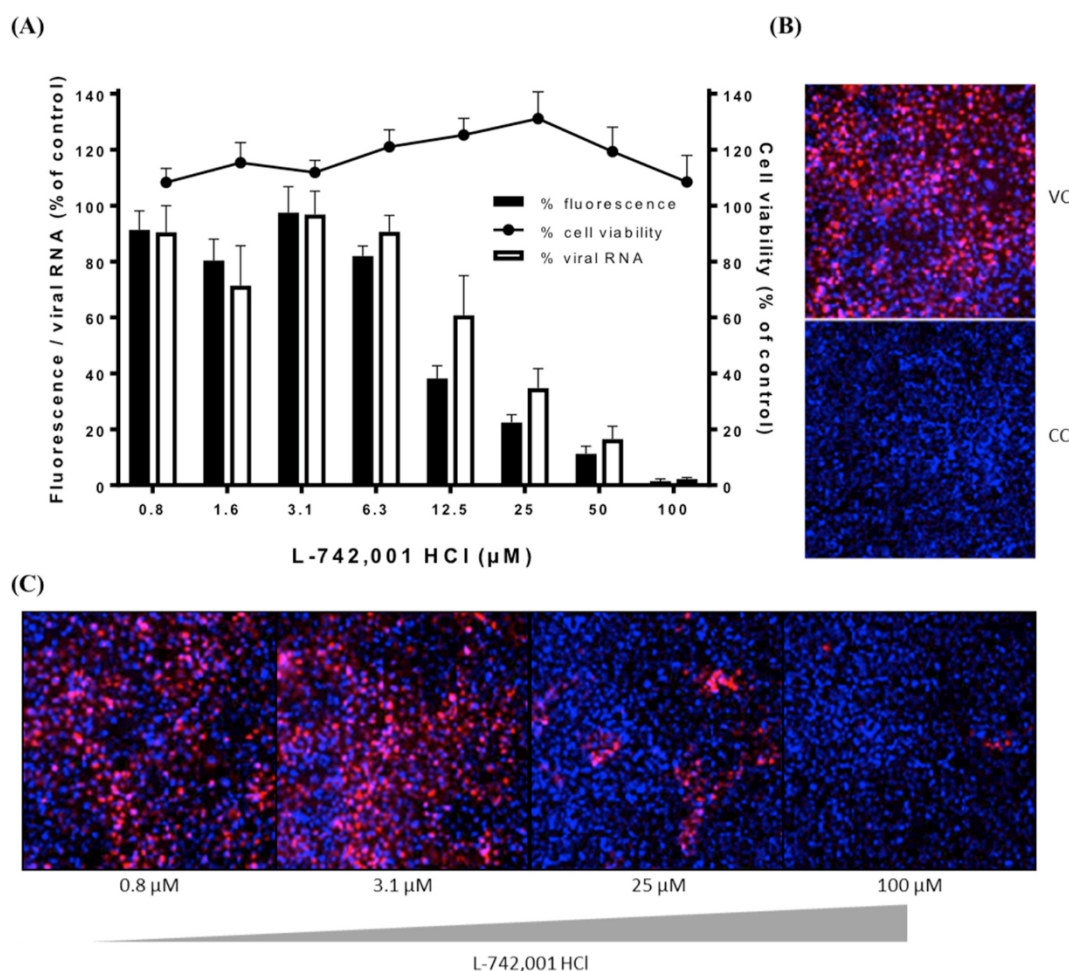 (A)
(B)
Fluorescence / viral RNA (% of control)
140
120
100
80
60
40
20
0
% fluorescence
% cell viability
% viral RNA
140
120
100
80
60
40
20
0
Cell viability (% of control)
0.8 1.6 3.1 6.3 12.5 25 50 100
L-742,001 HCl (µM)
VC
CC
(C)
0.8 µM 3.1 µM 25 µM 100 µM
L-742,001 HCl